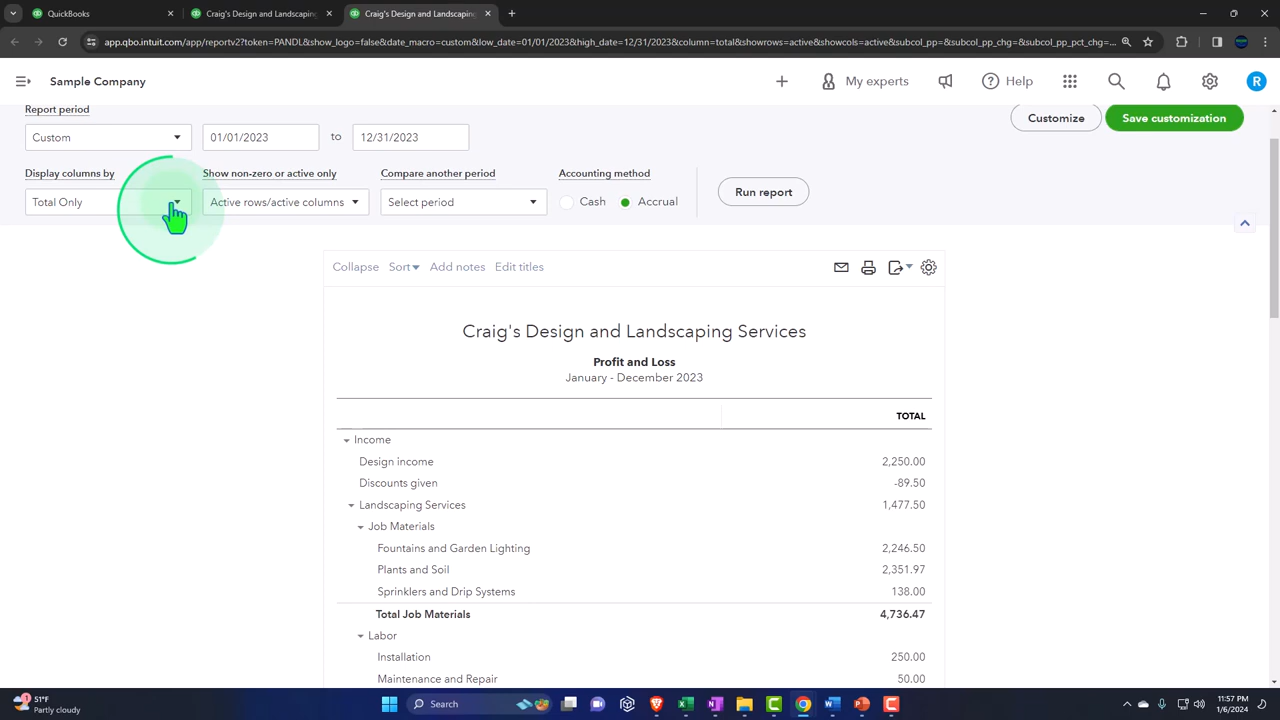 QuickBooks
Craig's Design and Landscaping
Craig's Design and Landscaping
app.qbo.intuit.com/app/reportv2?token=PANDL&show_logo=false&date_macro=custom&low_date=01/01/2023&high_date=12/31/2023&column=total&showrows=active&showcols=active&subcol_pp=&subcol_pp_chg=&subcol_pp_pct_chg=...
Sample Company
My experts
Help
R
Report period
Custom
01/01/2023
to
12/31/2023
Customize
Save customization
Display columns by
Show non-zero or active only
Compare another period
Accounting method
Total Only
Active rows/active columns
Select period
Cash
Accrual
Run report
Collapse
Sort
Add notes
Edit titles
Craig's Design and Landscaping Services
Profit and Loss
January - December 2023
TOTAL
Income
Design income 2,250.00
Discounts given -89.50
Landscaping Services 1,477.50
Job Materials
Fountains and Garden Lighting 2,246.50
Plants and Soil 2,351.97
Sprinklers and Drip Systems 138.00
Total Job Materials 4,736.47
Labor
Installation 250.00
Maintenance and Repair 50.00
1
51°F
Partly cloudy
Search
11:57 PM
1/6/2024